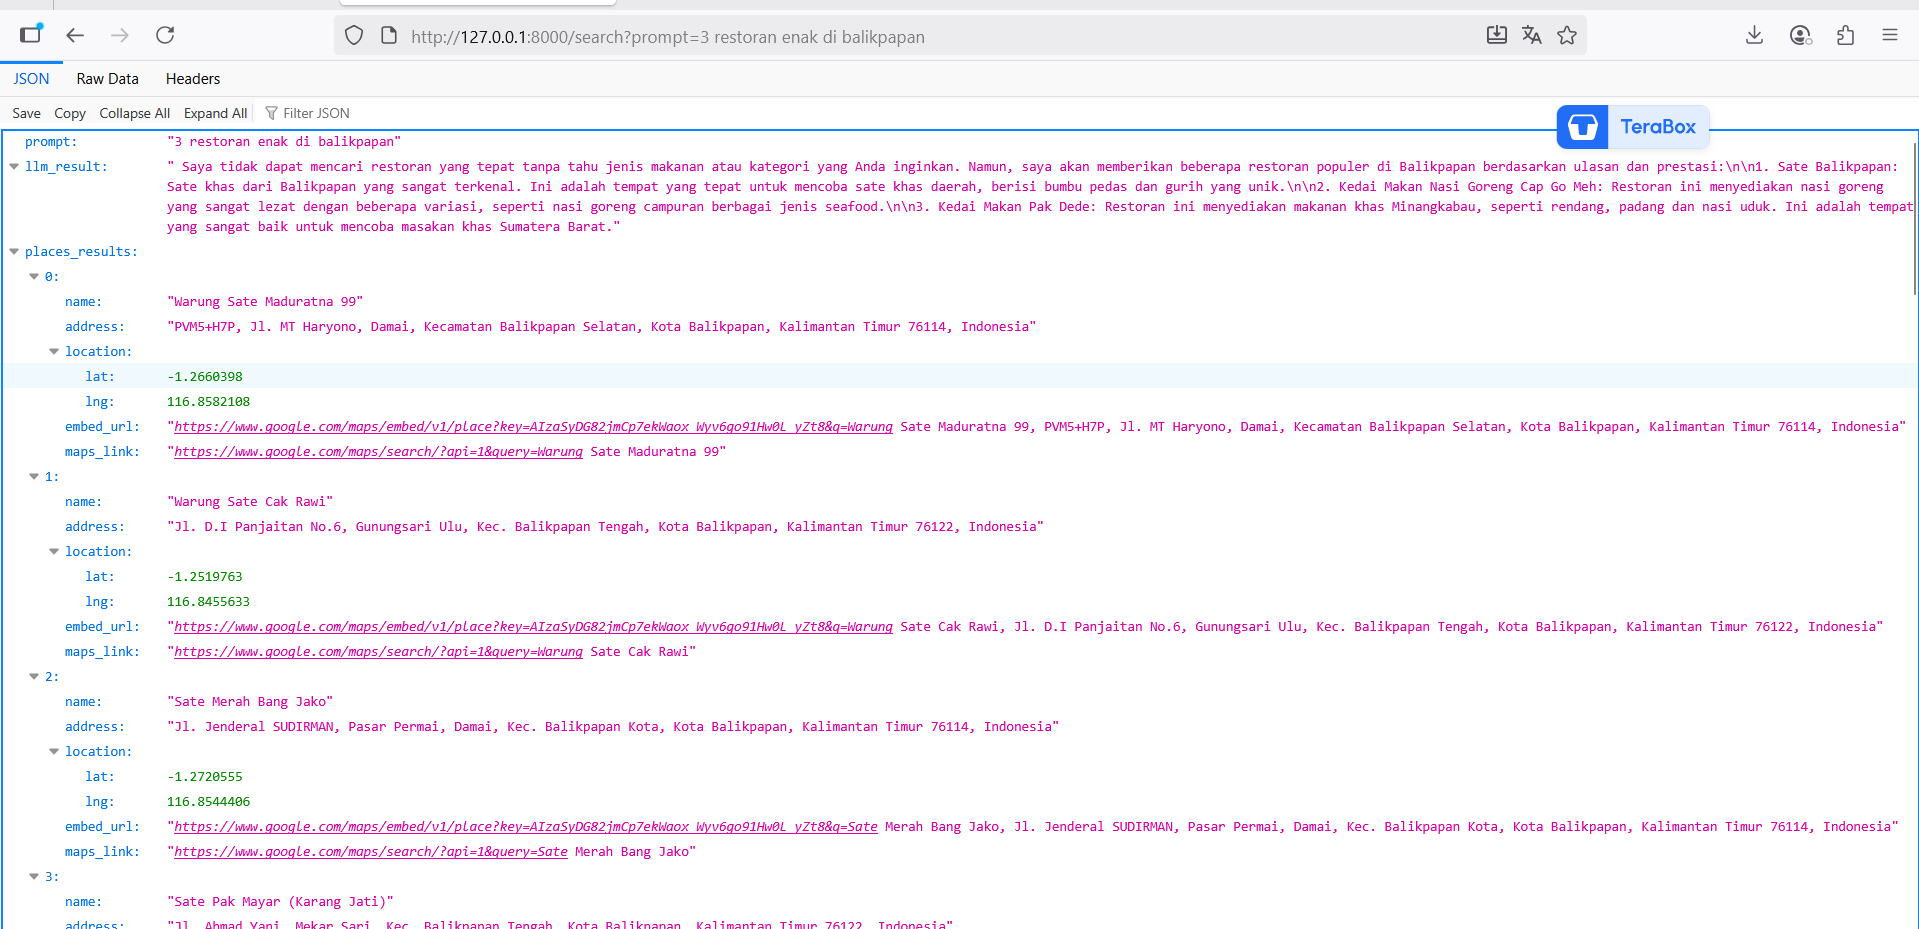 http://127.0.0.1:8000/search?prompt=3 restoran enak di balikpapan
JSON Raw Data Headers
Save Copy Collapse All Expand All Filter JSON
TeraBox
prompt: "3 restoran enak di balikpapan"
llm_result: " Saya tidak dapat mencari restoran yang tepat tanpa tahu jenis makanan atau kategori yang Anda inginkan. Namun, saya akan memberikan beberapa restoran populer di Balikpapan berdasarkan ulasan dan prestasi:\n\n1. Sate Balikpapan:
Sate khas dari Balikpapan yang sangat terkenal. Ini adalah tempat yang tepat untuk mencoba sate khas daerah, berisi bumbu pedas dan gurih yang unik.\n\n2. Kedai Makan Nasi Goreng Cap Go Meh: Restoran ini menyediakan nasi goreng
yang sangat lezat dengan beberapa variasi, seperti nasi goreng campuran berbagai jenis seafood.\n\n3. Kedai Makan Pak Dede: Restoran ini menyediakan makanan khas Minangkabau, seperti rendang, padang dan nasi uduk. Ini adalah tempat
yang sangat baik untuk mencoba masakan khas Sumatera Barat."
places_results:
0:
name: "Warung Sate Maduratna 99"
address: "PVM5+H7P, Jl. MT Haryono, Damai, Kecamatan Balikpapan Selatan, Kota Balikpapan, Kalimantan Timur 76114, Indonesia"
location:
lat: -1.2660398
lng: 116.8582108
embed_url: "https://www.google.com/maps/embed/v1/place?key=AIzaSyDG82jmCp7ekWaox_Wyv6go91Hw0L_yZt8&q=Warung Sate Maduratna 99, PVM5+H7P, Jl. MT Haryono, Damai, Kecamatan Balikpapan Selatan, Kota Balikpapan, Kalimantan Timur 76114, Indonesia"
maps_link: "https://www.google.com/maps/search/?api=1&query=Warung Sate Maduratna 99"
1:
name: "Warung Sate Cak Rawi"
address: "Jl. D.I Panjaitan No.6, Gunungsari Ulu, Kec. Balikpapan Tengah, Kota Balikpapan, Kalimantan Timur 76122, Indonesia"
location:
lat: -1.2519763
lng: 116.8455633
embed_url: "https://www.google.com/maps/embed/v1/place?key=AIzaSyDG82jmCp7ekWaox_Wyv6go91Hw0L_yZt8&q=Warung Sate Cak Rawi, Jl. D.I Panjaitan No.6, Gunungsari Ulu, Kec. Balikpapan Tengah, Kota Balikpapan, Kalimantan Timur 76122, Indonesia"
maps_link: "https://www.google.com/maps/search/?api=1&query=Warung Sate Cak Rawi"
2:
name: "Sate Merah Bang Jako"
address: "Jl. Jenderal SUDIRMAN, Pasar Permai, Damai, Kec. Balikpapan Kota, Kota Balikpapan, Kalimantan Timur 76114, Indonesia"
location:
lat: -1.2720555
lng: 116.8544406
embed_url: "https://www.google.com/maps/embed/v1/place?key=AIzaSyDG82jmCp7ekWaox_Wyv6go91Hw0L_yZt8&q=Sate Merah Bang Jako, Jl. Jenderal SUDIRMAN, Pasar Permai, Damai, Kec. Balikpapan Kota, Kota Balikpapan, Kalimantan Timur 76114, Indonesia"
maps_link: "https://www.google.com/maps/search/?api=1&query=Sate Merah Bang Jako"
3:
name: "Sate Pak Mayar (Karang Jati)"
address: "Jl. Ahmad Yani, Mekar Sari, Kec. Balikpapan Tengah, Kota Balikpapan, Kalimantan Timur 76122, Indonesia"